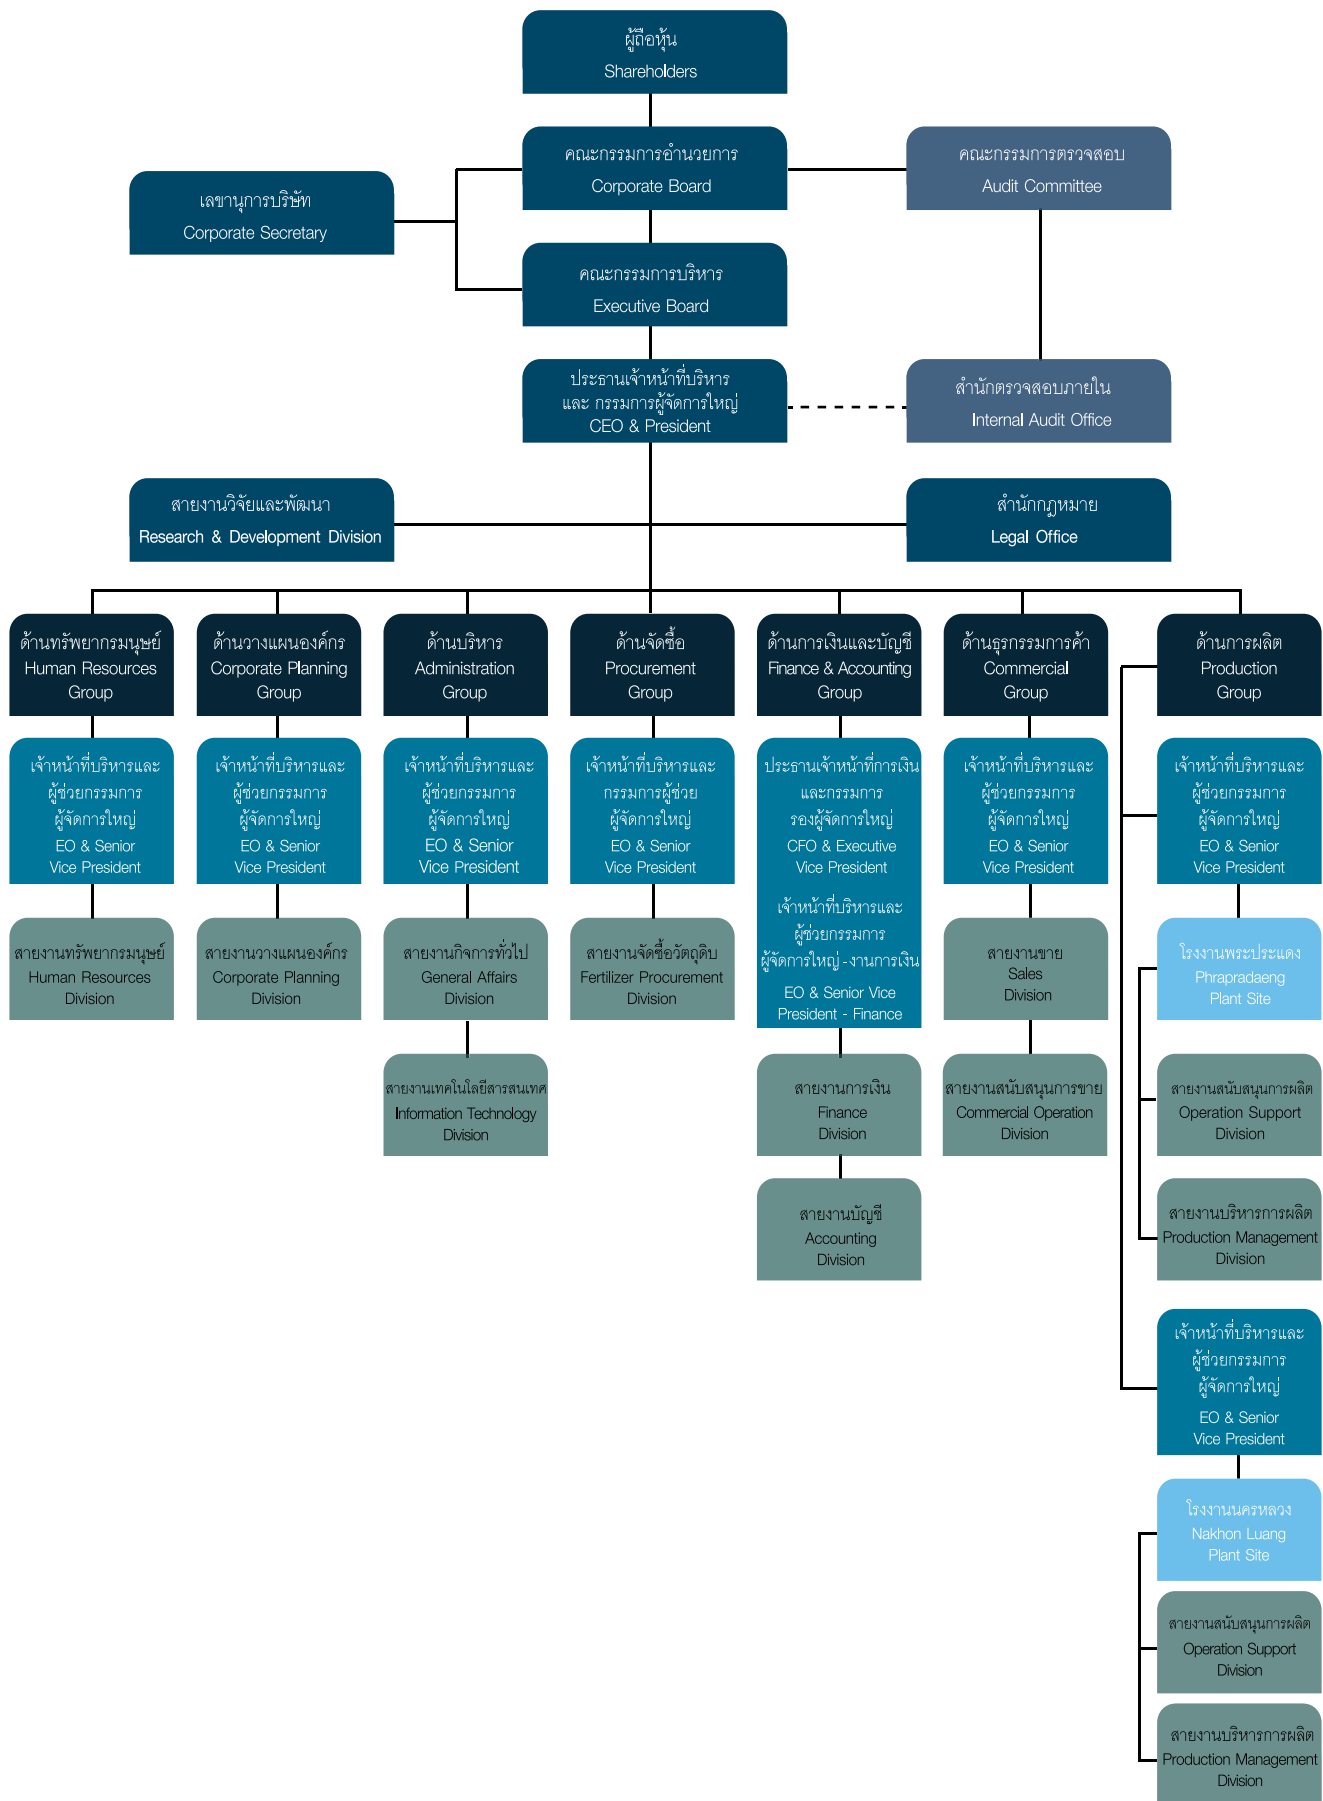 ผู้ถือหุ้น
Shareholders
คณะกรรมการอำนวยการ
Corporate Board
คณะกรรมการตรวจสอบ
Audit Committee
เลขานุการบริษัท
Corporate Secretary
คณะกรรมการบริหาร
Executive Board
ประธานเจ้าหน้าที่บริหาร
และ กรรมการผู้จัดการใหญ่
CEO & President
สำนักตรวจสอบภายใน
Internal Audit Office
สายงานวิจัยและพัฒนา
Research & Development Division
สำนักกฎหมาย
Legal Office
ด้านทรัพยากรมนุษย์
Human Resources
Group
ด้านวางแผนองค์กร
Corporate Planning
Group
ด้านบริหาร
Administration
Group
ด้านจัดซื้อ
Procurement
Group
ด้านการเงินและบัญชี
Finance & Accounting
Group
ด้านธุรกรรมการค้า
Commercial
Group
ด้านการผลิต
Production
Group
เจ้าหน้าที่บริหารและ
ผู้ช่วยกรรมการ
ผู้จัดการใหญ่
EO & Senior
Vice President
เจ้าหน้าที่บริหารและ
ผู้ช่วยกรรมการ
ผู้จัดการใหญ่
EO & Senior
Vice President
เจ้าหน้าที่บริหารและ
ผู้ช่วยกรรมการ
ผู้จัดการใหญ่
EO & Senior
Vice President
เจ้าหน้าที่บริหารและ
กรรมการผู้ช่วย
ผู้จัดการใหญ่
EO & Senior
Vice President
ประธานเจ้าหน้าที่การเงิน
และกรรมการ
รองผู้จัดการใหญ่
CFO & Executive
Vice President
เจ้าหน้าที่บริหารและ
ผู้ช่วยกรรมการ
ผู้จัดการใหญ่ -งานการเงิน
EO & Senior Vice
President - Finance
เจ้าหน้าที่บริหารและ
ผู้ช่วยกรรมการ
ผู้จัดการใหญ่
EO & Senior
Vice President
เจ้าหน้าที่บริหารและ
ผู้ช่วยกรรมการ
ผู้จัดการใหญ่
EO & Senior
Vice President
สายงานทรัพยากรมนุษย์
Human Resources
Division
สายงานวางแผนองค์กร
Corporate Planning
Division
สายงานกิจการทั่วไป
General Affairs
Division
สายงานจัดซื้อวัตถุดิบ
Fertilizer Procurement
Division
สายงานขาย
Sales
Division
โรงงานพระประแดง
Phrapradaeng
Plant Site
สายงานเทคโนโลยีสารสนเทศ
Information Technology
Division
สายงานการเงิน
Finance
Division
สายงานสนับสนุนการขาย
Commercial Operation
Division
สายงานสนับสนุนการผลิต
Operation Support
Division
สายงานบัญชี
Accounting
Division
สายงานบริหารการผลิต
Production Management
Division
เจ้าหน้าที่บริหารและ
ผู้ช่วยกรรมการ
ผู้จัดการใหญ่
EO & Senior
Vice President
โรงงานนครหลวง
Nakhon Luang
Plant Site
สายงานสนับสนุนการผลิต
Operation Support
Division
สายงานบริหารการผลิต
Production Management
Division